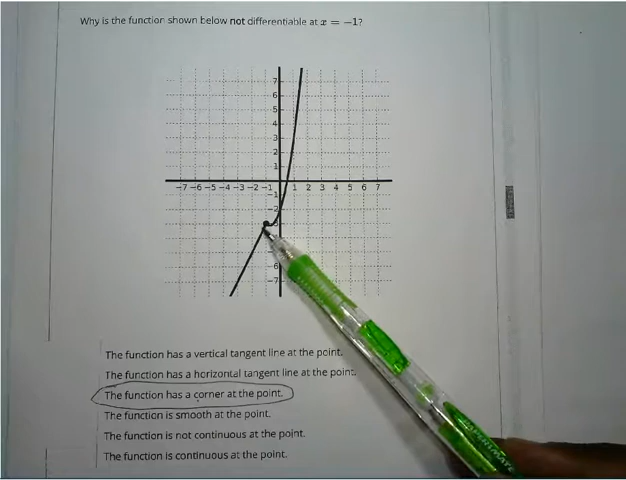 Why is the function shown below not differentiable at x = −1?
7
6
5
4
3
2
1
−7 −6 −5 −4 −3 −2 −1 1 2 3 4 5 6 7
−1
−2
6
−7
The function has a vertical tangent line at the point.
The function has a horizontal tangent line at the point.
The function has a corner at the point.
The function is smooth at the point.
The function is not continuous at the point.
The function is continuous at the point.
PAPERMATE